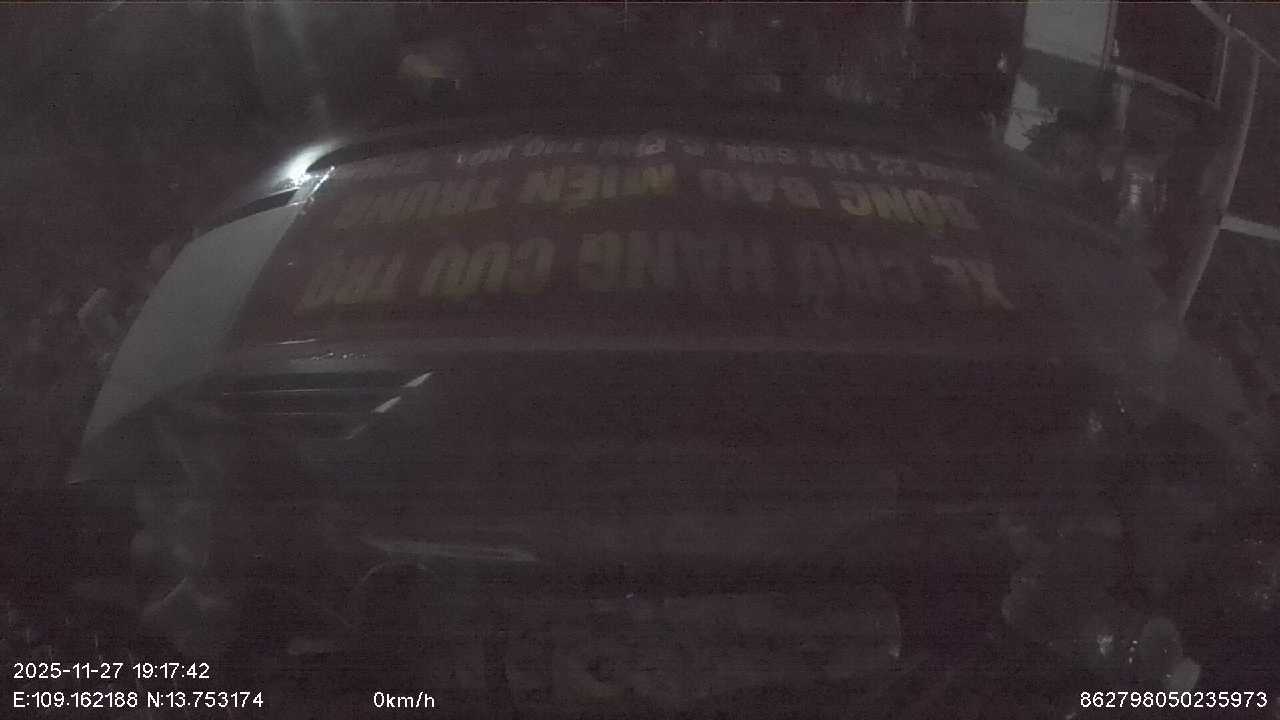 XE CHỞ HÀNG CỨU TRỢ
ĐỒNG BÀO MIỀN TRUNG
2025-11-27 19:17:42
E:109.162188 N:13.753174
0km/h
862798050235973